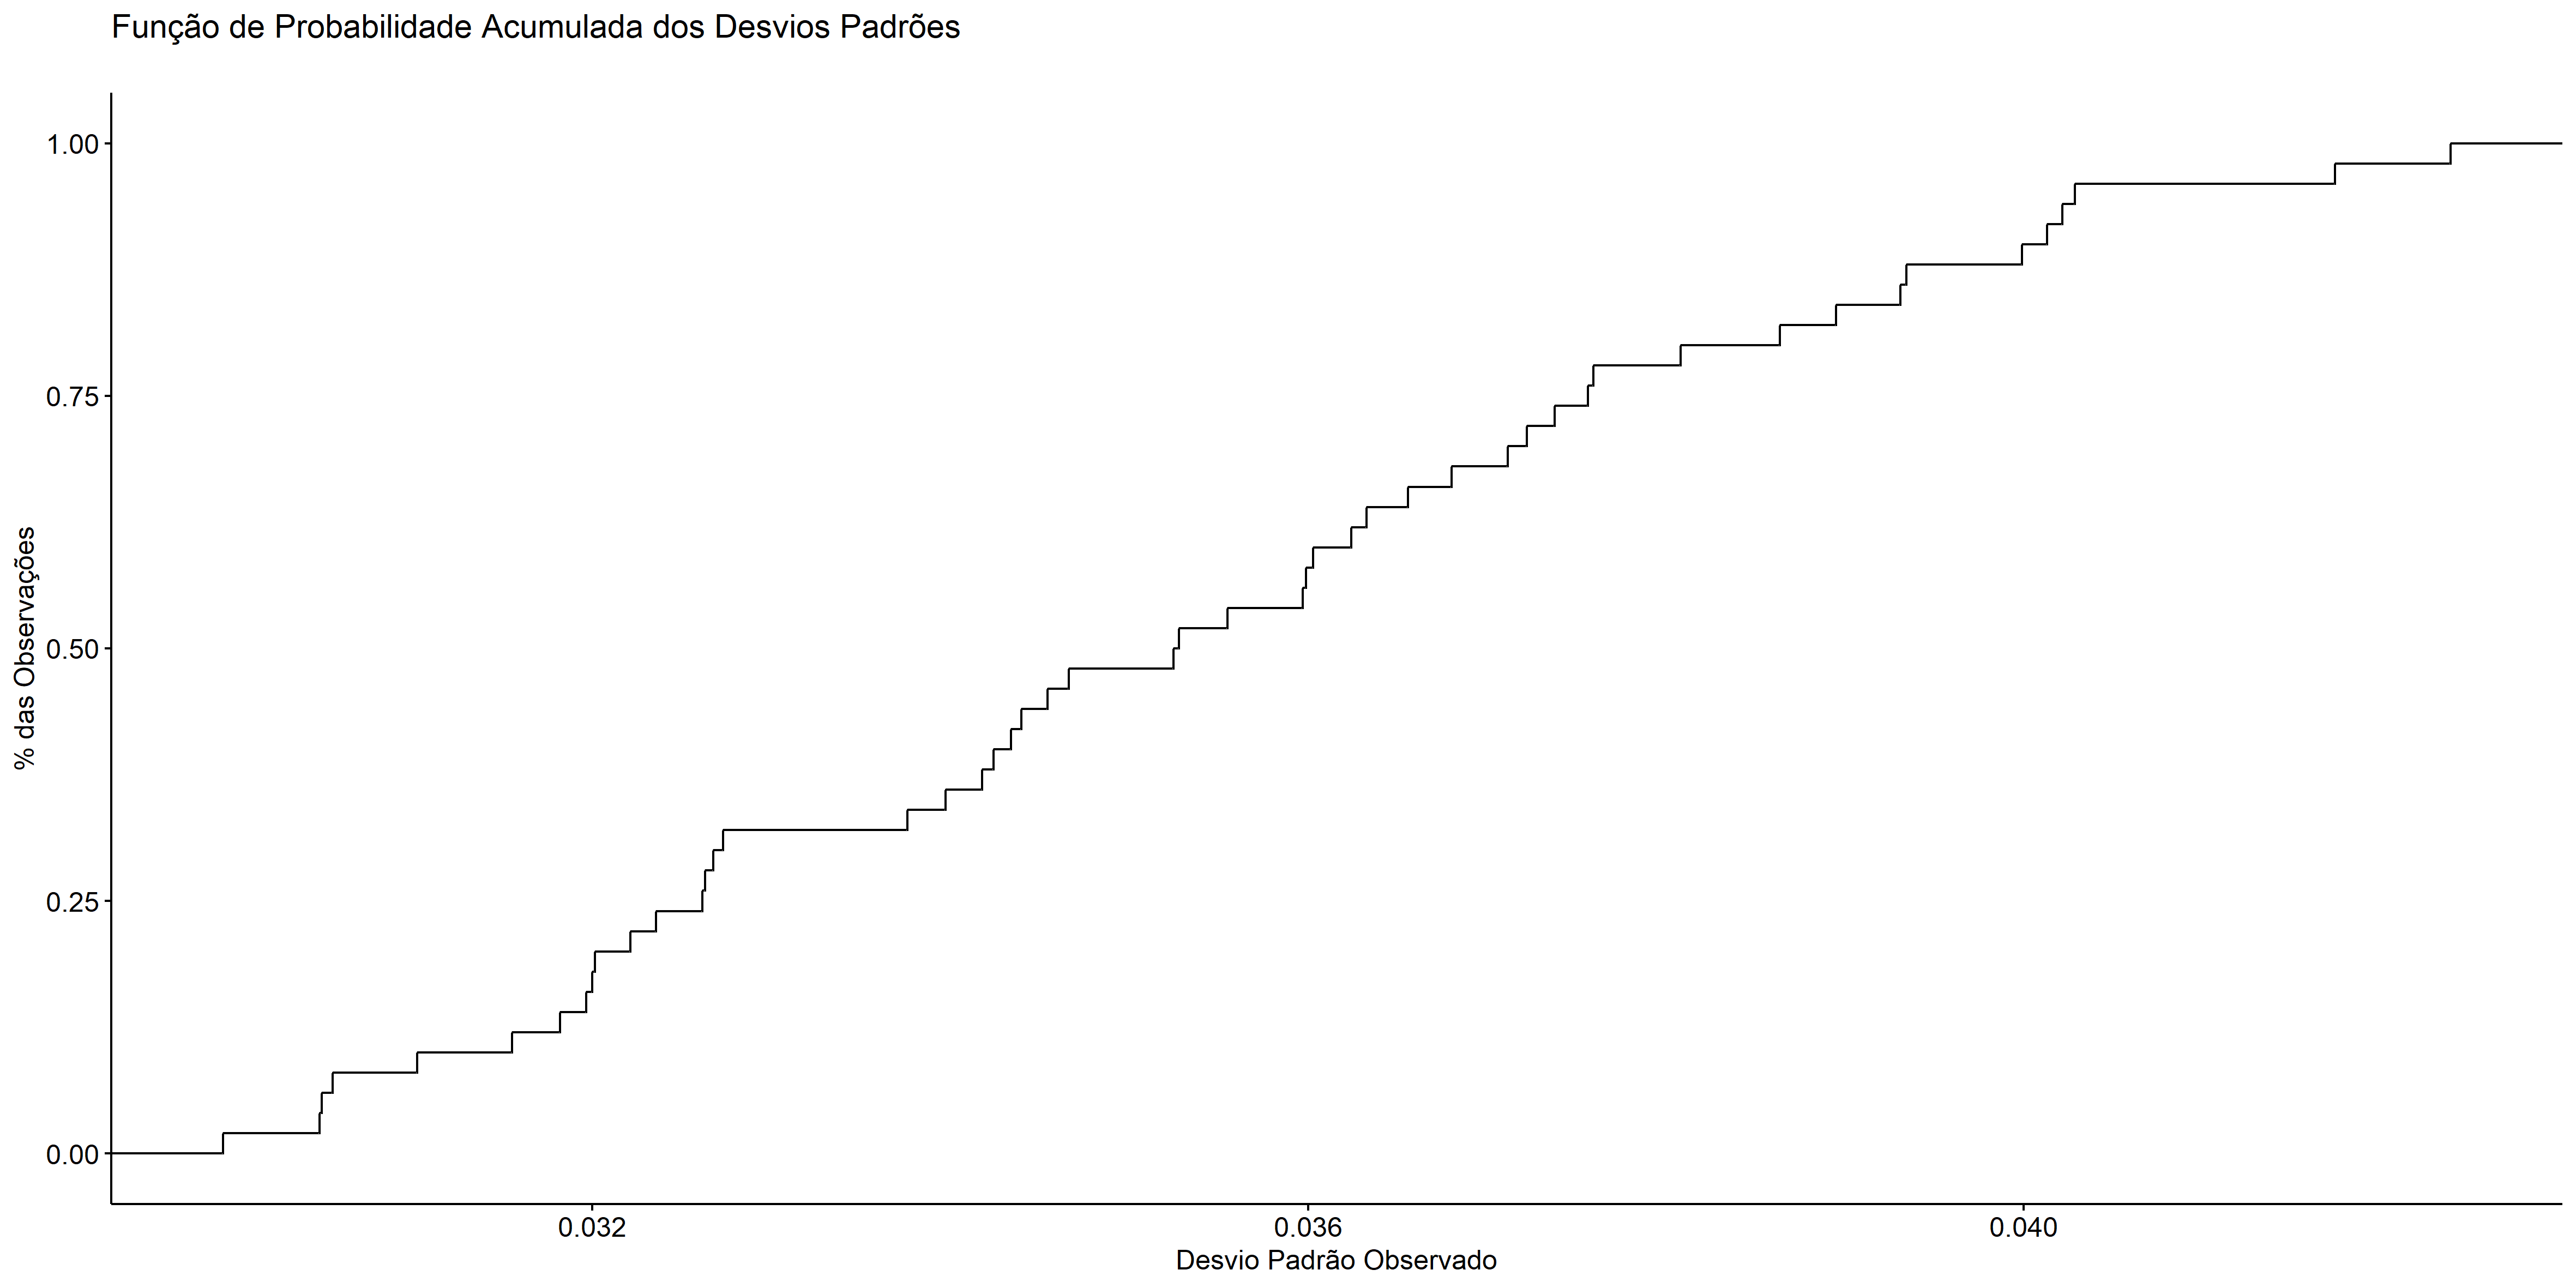 Função de Probabilidade Acumulada dos Desvios Padrões
1.00
0.75
0.50
0.25
0.00
% das Observações
0.032
0.036
0.040
Desvio Padrão Observado